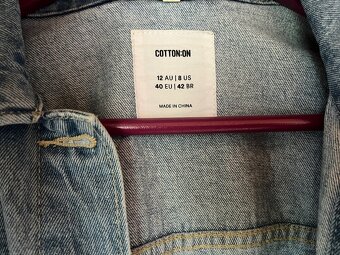 COTTON:ON
12 AU | 8 US
40 EU | 42 BR
MADE IN CHINA